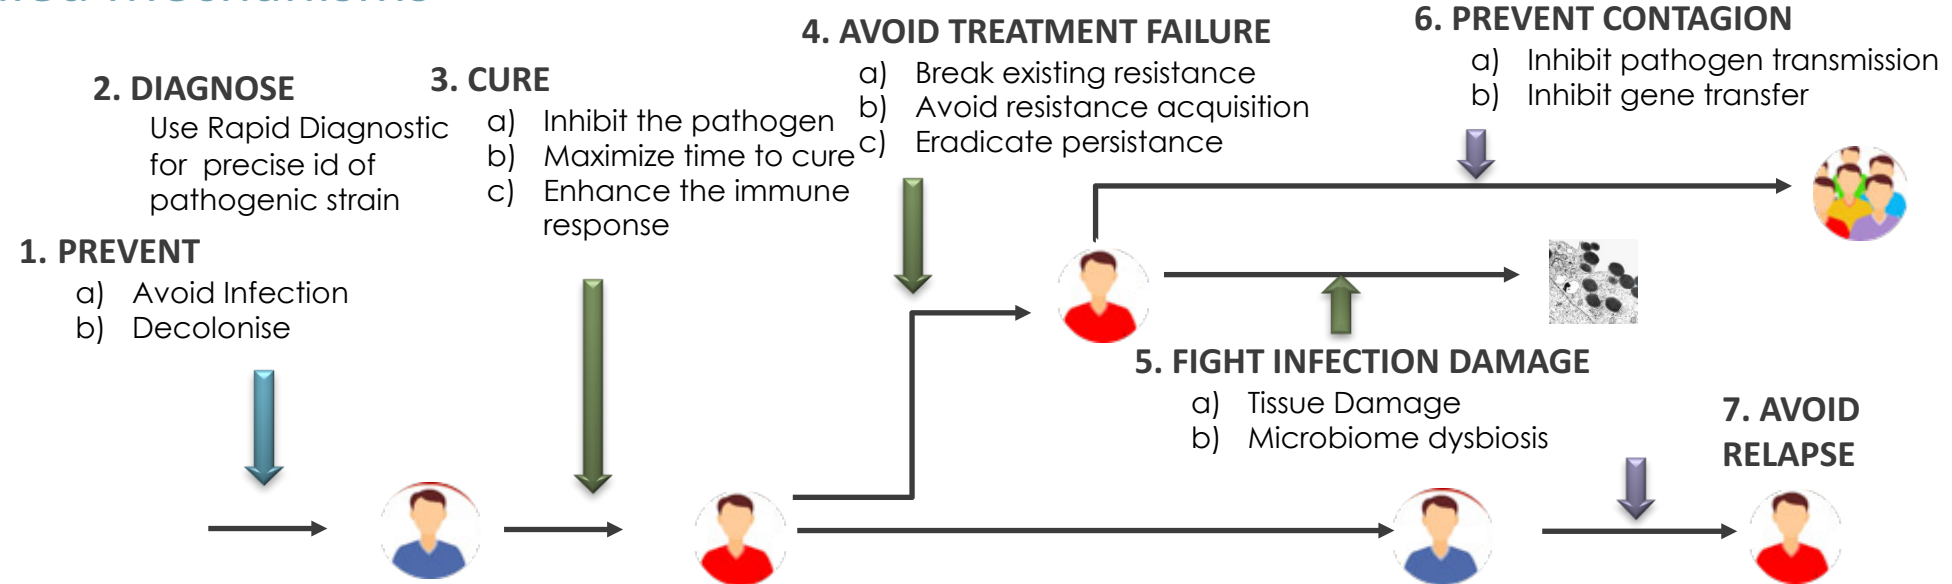 1. PREVENT
a) Avoid Infection
b) Decolonise
2. DIAGNOSE
Use Rapid Diagnostic
for precise id of
pathogenic strain
3. CURE
a) Inhibit the pathogen
b) Maximize time to cure
c) Enhance the immune
response
4. AVOID TREATMENT FAILURE
a) Break existing resistance
b) Avoid resistance acquisition
c) Eradicate persistance
5. FIGHT INFECTION DAMAGE
a) Tissue Damage
b) Microbiome dysbiosis
6. PREVENT CONTAGION
a) Inhibit pathogen transmission
b) Inhibit gene transfer
7. AVOID
RELAPSE